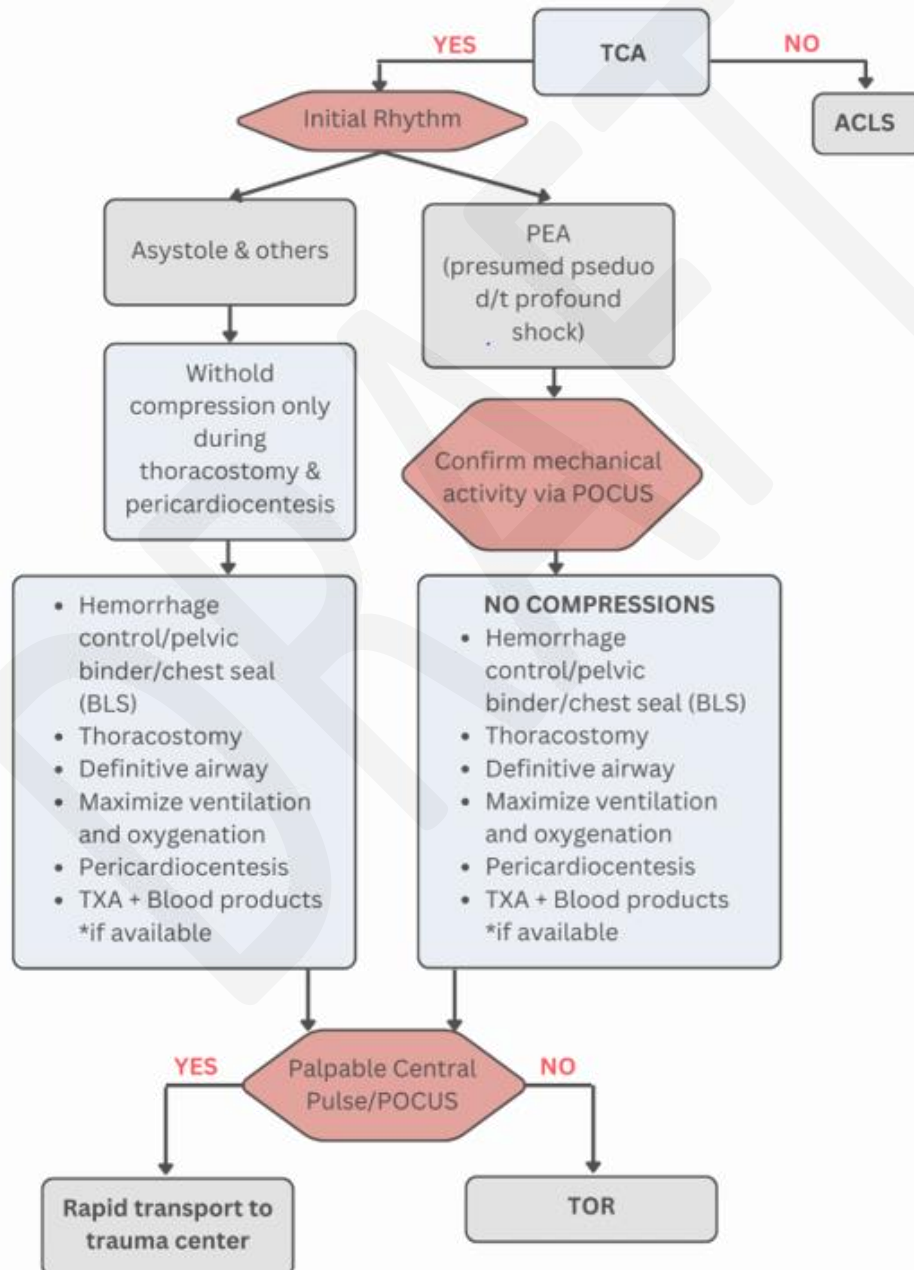 TCA
YES
NO
ACLS
Initial Rhythm
Asystole & others
PEA
(presumed pseduo
d/t profound
shock)
Withold
compression only
during
thoracostomy &
pericardiocentesis
Confirm mechanical
activity via POCUS
• Hemorrhage
control/pelvic
binder/chest seal
(BLS)
• Thoracostomy
• Definitive airway
• Maximize ventilation
and oxygenation
• Pericardiocentesis
• TXA + Blood products
*if available
NO COMPRESSIONS
• Hemorrhage
control/pelvic
binder/chest seal (BLS)
• Thoracostomy
• Definitive airway
• Maximize ventilation
and oxygenation
• Pericardiocentesis
• TXA + Blood products
*if available
Palpable Central
Pulse/POCUS
YES
NO
Rapid transport to
trauma center
TOR
DRAFT